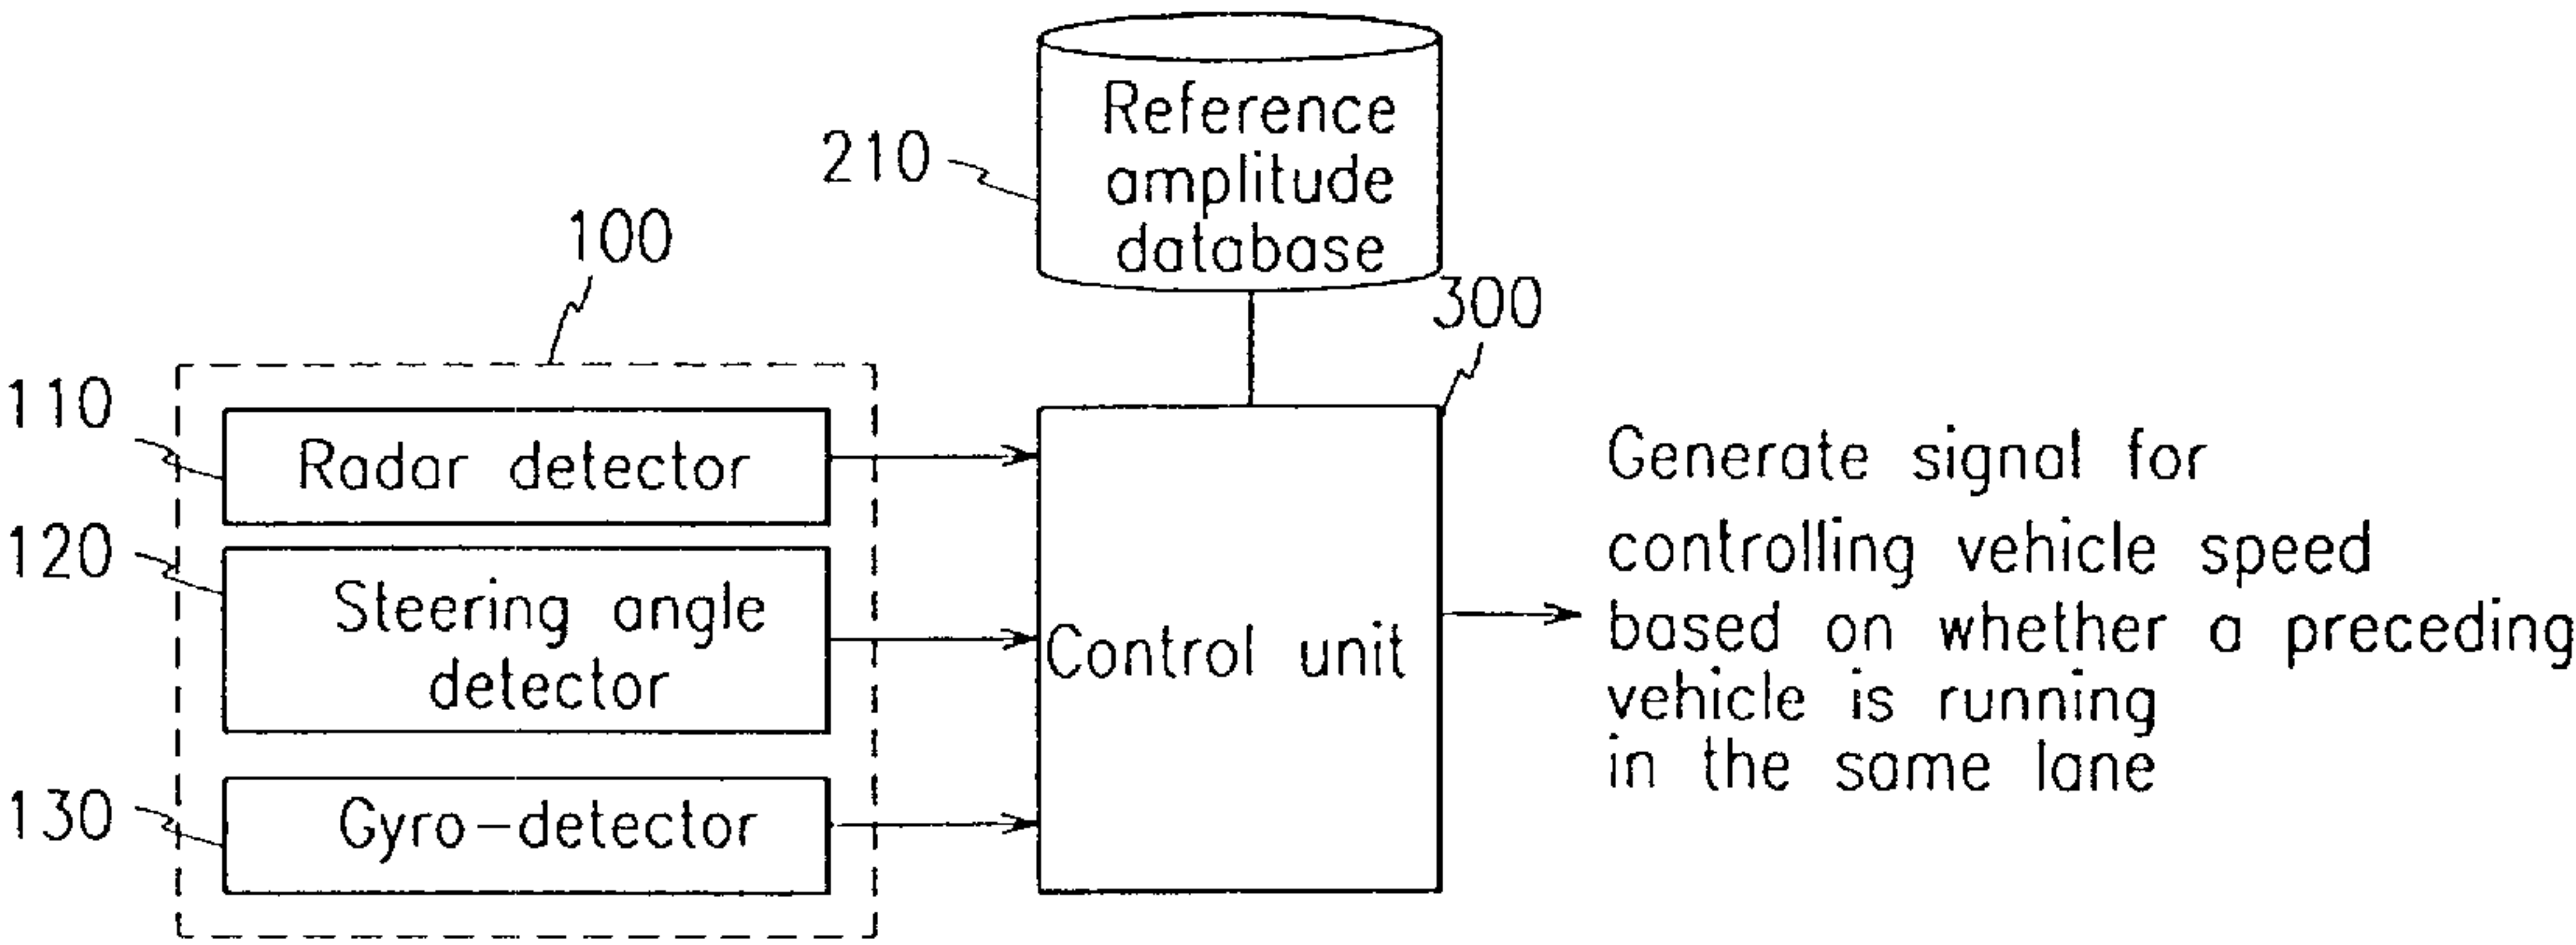 Reference
amplitude
database
210
100
300
110
Radar detector
120
Steering angle
detector
130
Gyro-detector
Control unit
Generate signal for
controlling vehicle speed
based on whether a preceding
vehicle is running
in the same lane